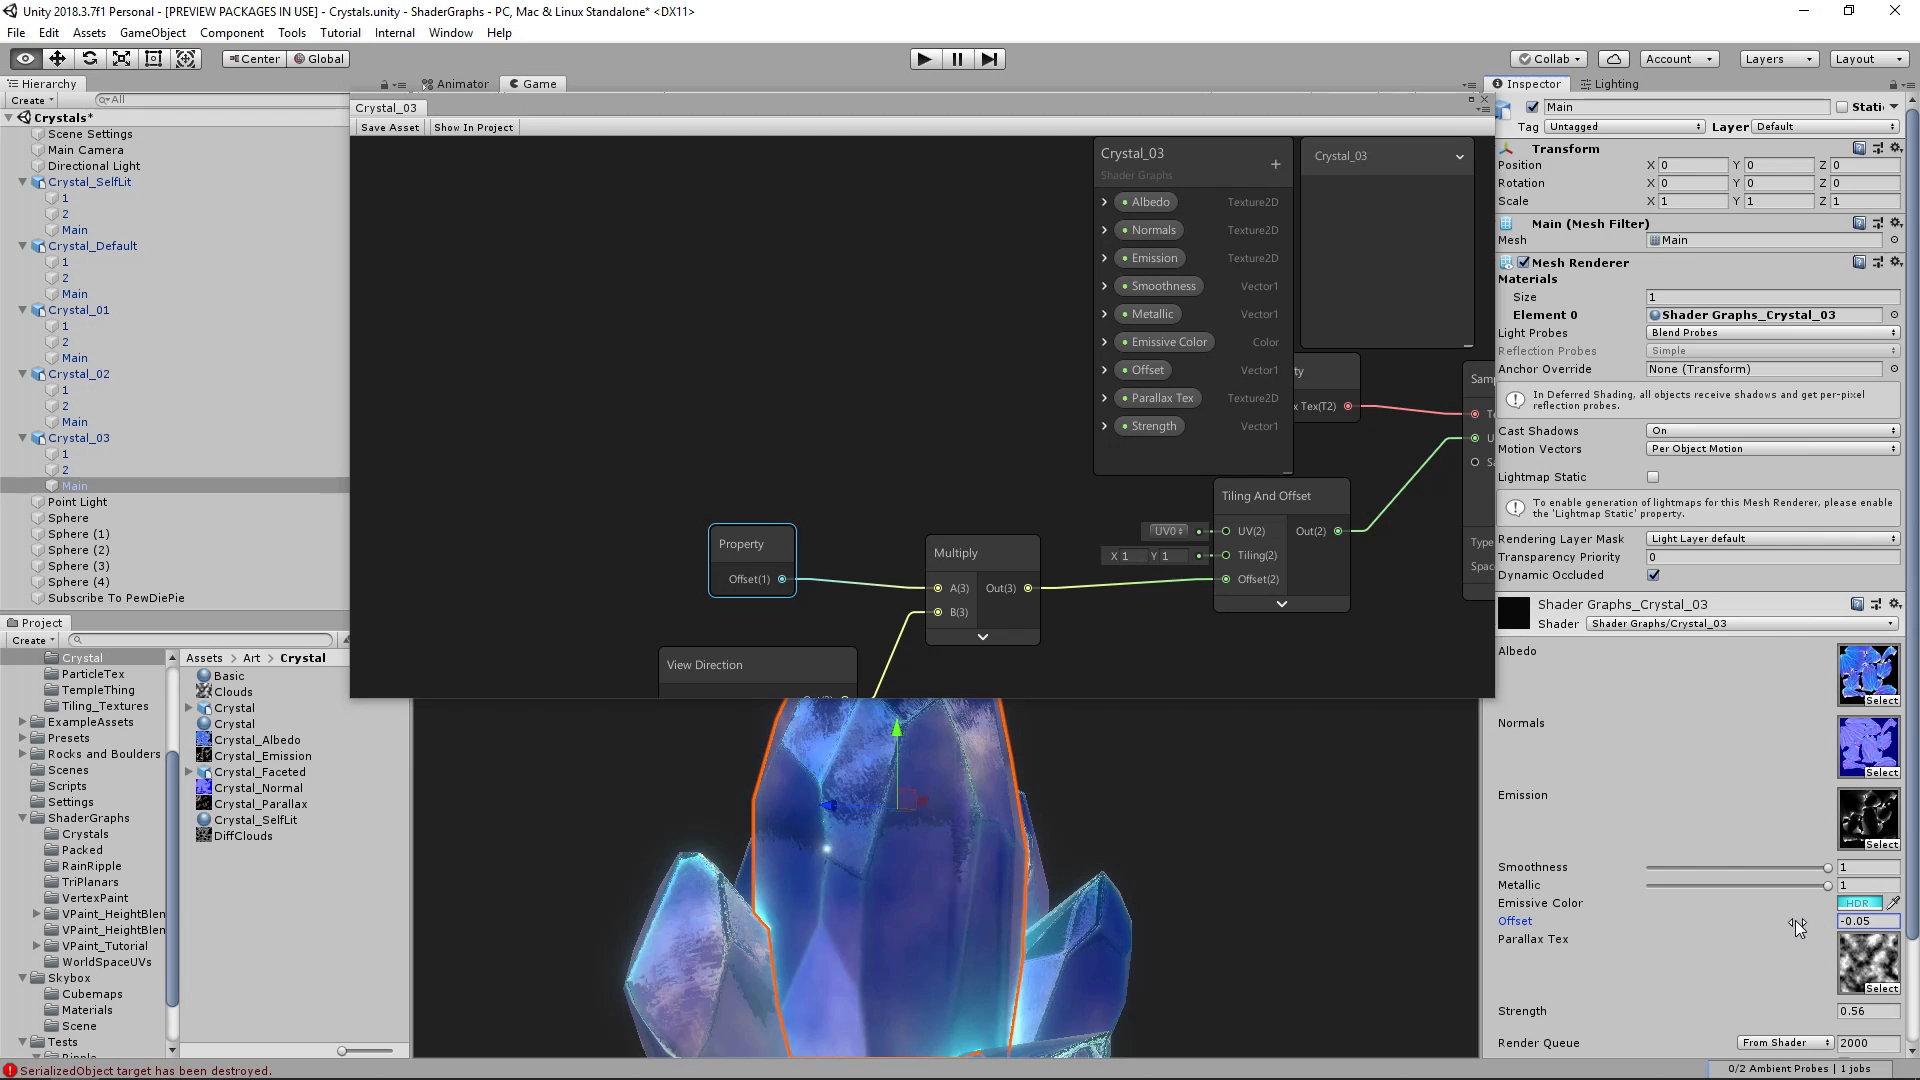 Unity 2018.3.7f1 Personal - [PREVIEW PACKAGES IN USE] - Crystals.unity - ShaderGraphs - PC, Mac & Linux Standalone* <DX11>
File Edit Assets GameObject Component Tools Tutorial Internal Window Help
Center Global Collab Account Layers Layout
Hierarchy
Create All
Crystals*
Scene Settings
Main Camera
Directional Light
Crystal_SelfLit
1
2
Main
Crystal_Default
1
2
Main
Crystal_01
1
2
Main
Crystal_02
1
2
Main
Crystal_03
1
2
Main
Point Light
Sphere
Sphere (1)
Sphere (2)
Sphere (3)
Sphere (4)
Subscribe To PewDiePie
Project
Create
Crystal
ParticleTex
TempleThing
Tiling_Textures
ExampleAssets
Presets
Rocks and Boulders
Scenes
Scripts
Settings
ShaderGraphs
Crystals
Packed
RainRipple
TriPlanars
VertexPaint
VPaint_HeightBlen
VPaint_HeightBlen
VPaint_Tutorial
WorldSpaceUVs
Skybox
Cubemaps
Materials
Scene
Tests
Assets > Art > Crystal
Basic
Clouds
Crystal
Crystal
Crystal_Albedo
Crystal_Emission
Crystal_Faceted
Crystal_Normal
Crystal_Parallax
Crystal_SelfLit
DiffClouds
SerializedObject target has been destroyed.
Animator Game
Crystal_03
Save Asset Show In Project
Crystal_03
Shader Graphs
Albedo Texture2D
Normals Texture2D
Emission Texture2D
Smoothness Vector1
Metallic Vector1
Emissive Color Color
Offset Vector1
Parallax Tex Texture2D
Strength Vector1
Crystal_03
ty
x Tex(T2)
Samp
Type
Spac
Tiling And Offset
UV0 UV(2) Out(2)
X 1 Y 1 Tiling(2)
Offset(2)
Property
Offset(1)
Multiply
A(3) Out(3)
B(3)
View Direction
Inspector Lighting
Main Stati
Tag Untagged Layer Default
Transform
Position X 0 Y 0 Z 0
Rotation X 0 Y 0 Z 0
Scale X 1 Y 1 Z 1
Main (Mesh Filter)
Mesh Main
Mesh Renderer
Materials
Size 1
Element 0 Shader Graphs_Crystal_03
Light Probes Blend Probes
Reflection Probes Simple
Anchor Override None (Transform)
In Deferred Shading, all objects receive shadows and get per-pixel
reflection probes.
Cast Shadows On
Motion Vectors Per Object Motion
Lightmap Static
To enable generation of lightmaps for this Mesh Renderer, please enable
the 'Lightmap Static' property.
Rendering Layer Mask Light Layer default
Transparency Priority 0
Dynamic Occluded
Shader Graphs_Crystal_03
Shader Shader Graphs/Crystal_03
Albedo
Select
Normals
Select
Emission
Select
Smoothness 1
Metallic 1
Emissive Color HDR
Offset -0.05
Parallax Tex
Select
Strength 0.56
Render Queue From Shader 2000
0/2 Ambient Probes | 1 jobs